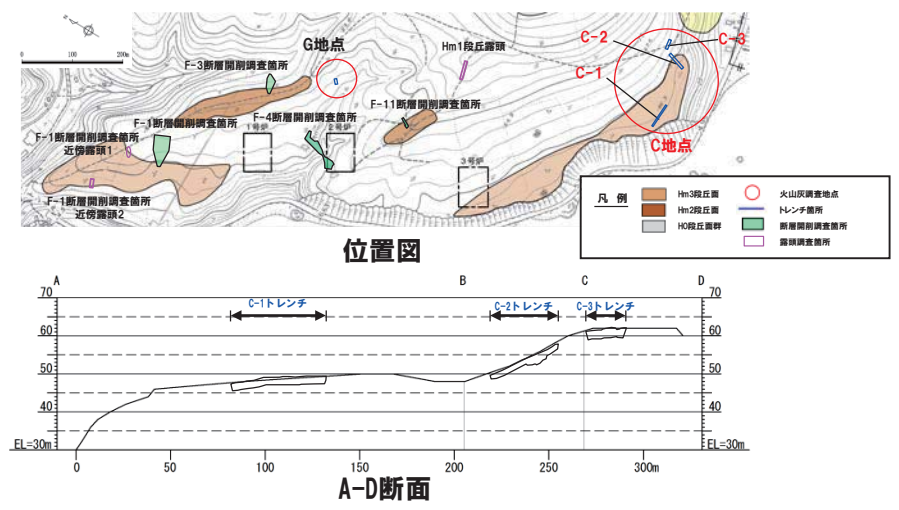 0 100 200m
G地点
F-3断層開削調査箇所
Hm1段丘露頭
C-2
C-3
C-1
F-11断層開削調査箇所
F-1断層開削調査箇所
F-4断層開削調査箇所
1号炉
2号炉
F-1断層開削調査箇所
近傍露頭1
C地点
3号炉
F-1断層開削調査箇所
近傍露頭2
凡 例
Hm3段丘面
Hm2段丘面
H0段丘面群
火山灰調査地点
トレンチ箇所
断層開削調査箇所
露頭調査箇所
位置図
A B C D
70 70
C-1トレンチ
C-2トレンチ
C-3トレンチ
60 60
50 50
40 40
EL=30m EL=30m
0 50 100 150 200 250 300m
A-D断面